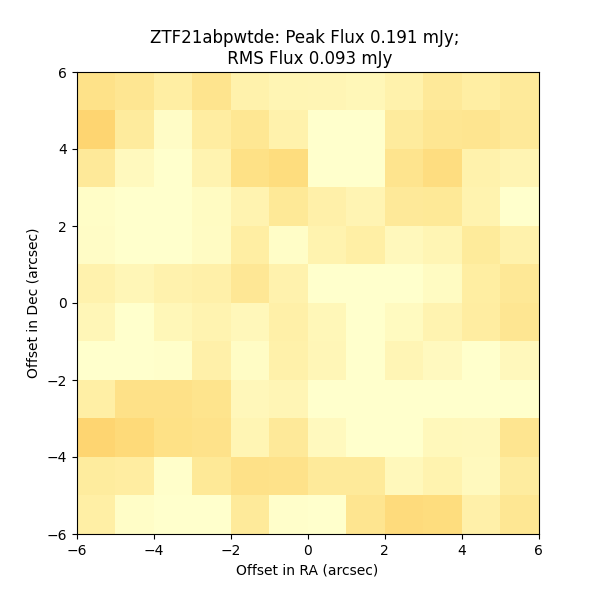 ZTF21abpwtde: Peak Flux 0.191 mJy;
RMS Flux 0.093 mJy
6
4
2
0
−2
−4
−6
Offset in Dec (arcsec)
−6 −4 −2 0 2 4 6
Offset in RA (arcsec)